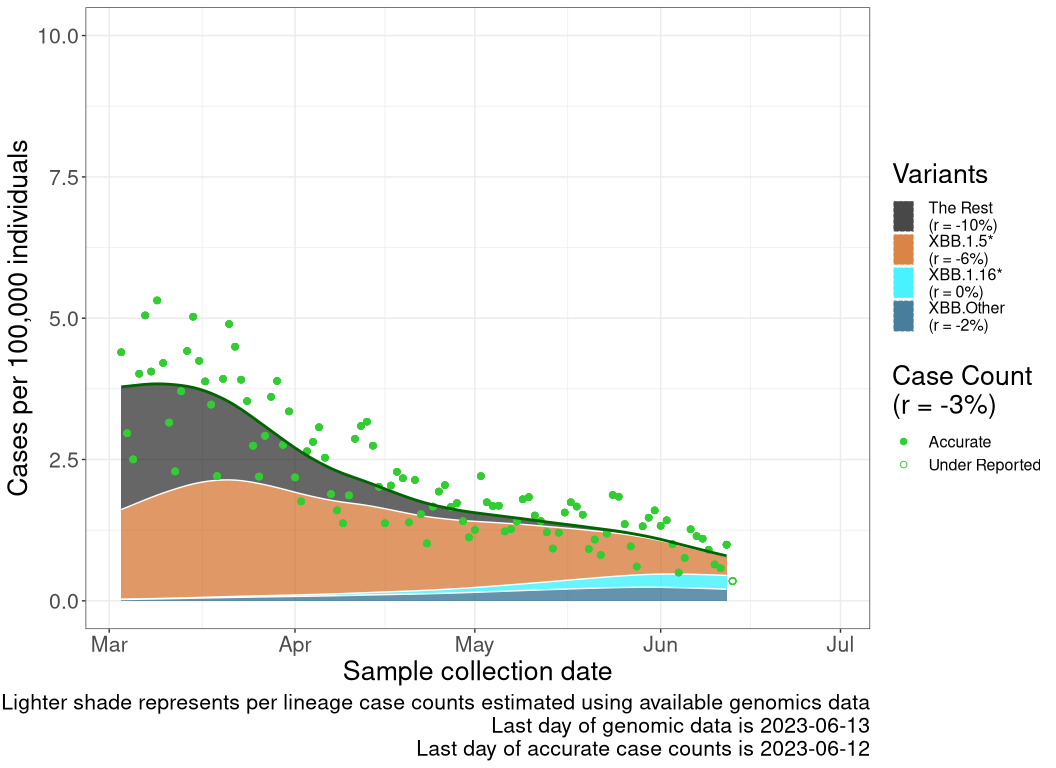 Cases per 100,000 individuals
10.0
7.5
5.0
2.5
0.0
Mar
Apr
May
Jun
Jul
Sample collection date
Lighter shade represents per lineage case counts estimated using available genomics data
Last day of genomic data is 2023-06-13
Last day of accurate case counts is 2023-06-12
Variants
The Rest
(r = -10%)
XBB.1.5*
(r = -6%)
XBB.1.16*
(r = 0%)
XBB.Other
(r = -2%)
Case Count
(r = -3%)
Accurate
Under Reported